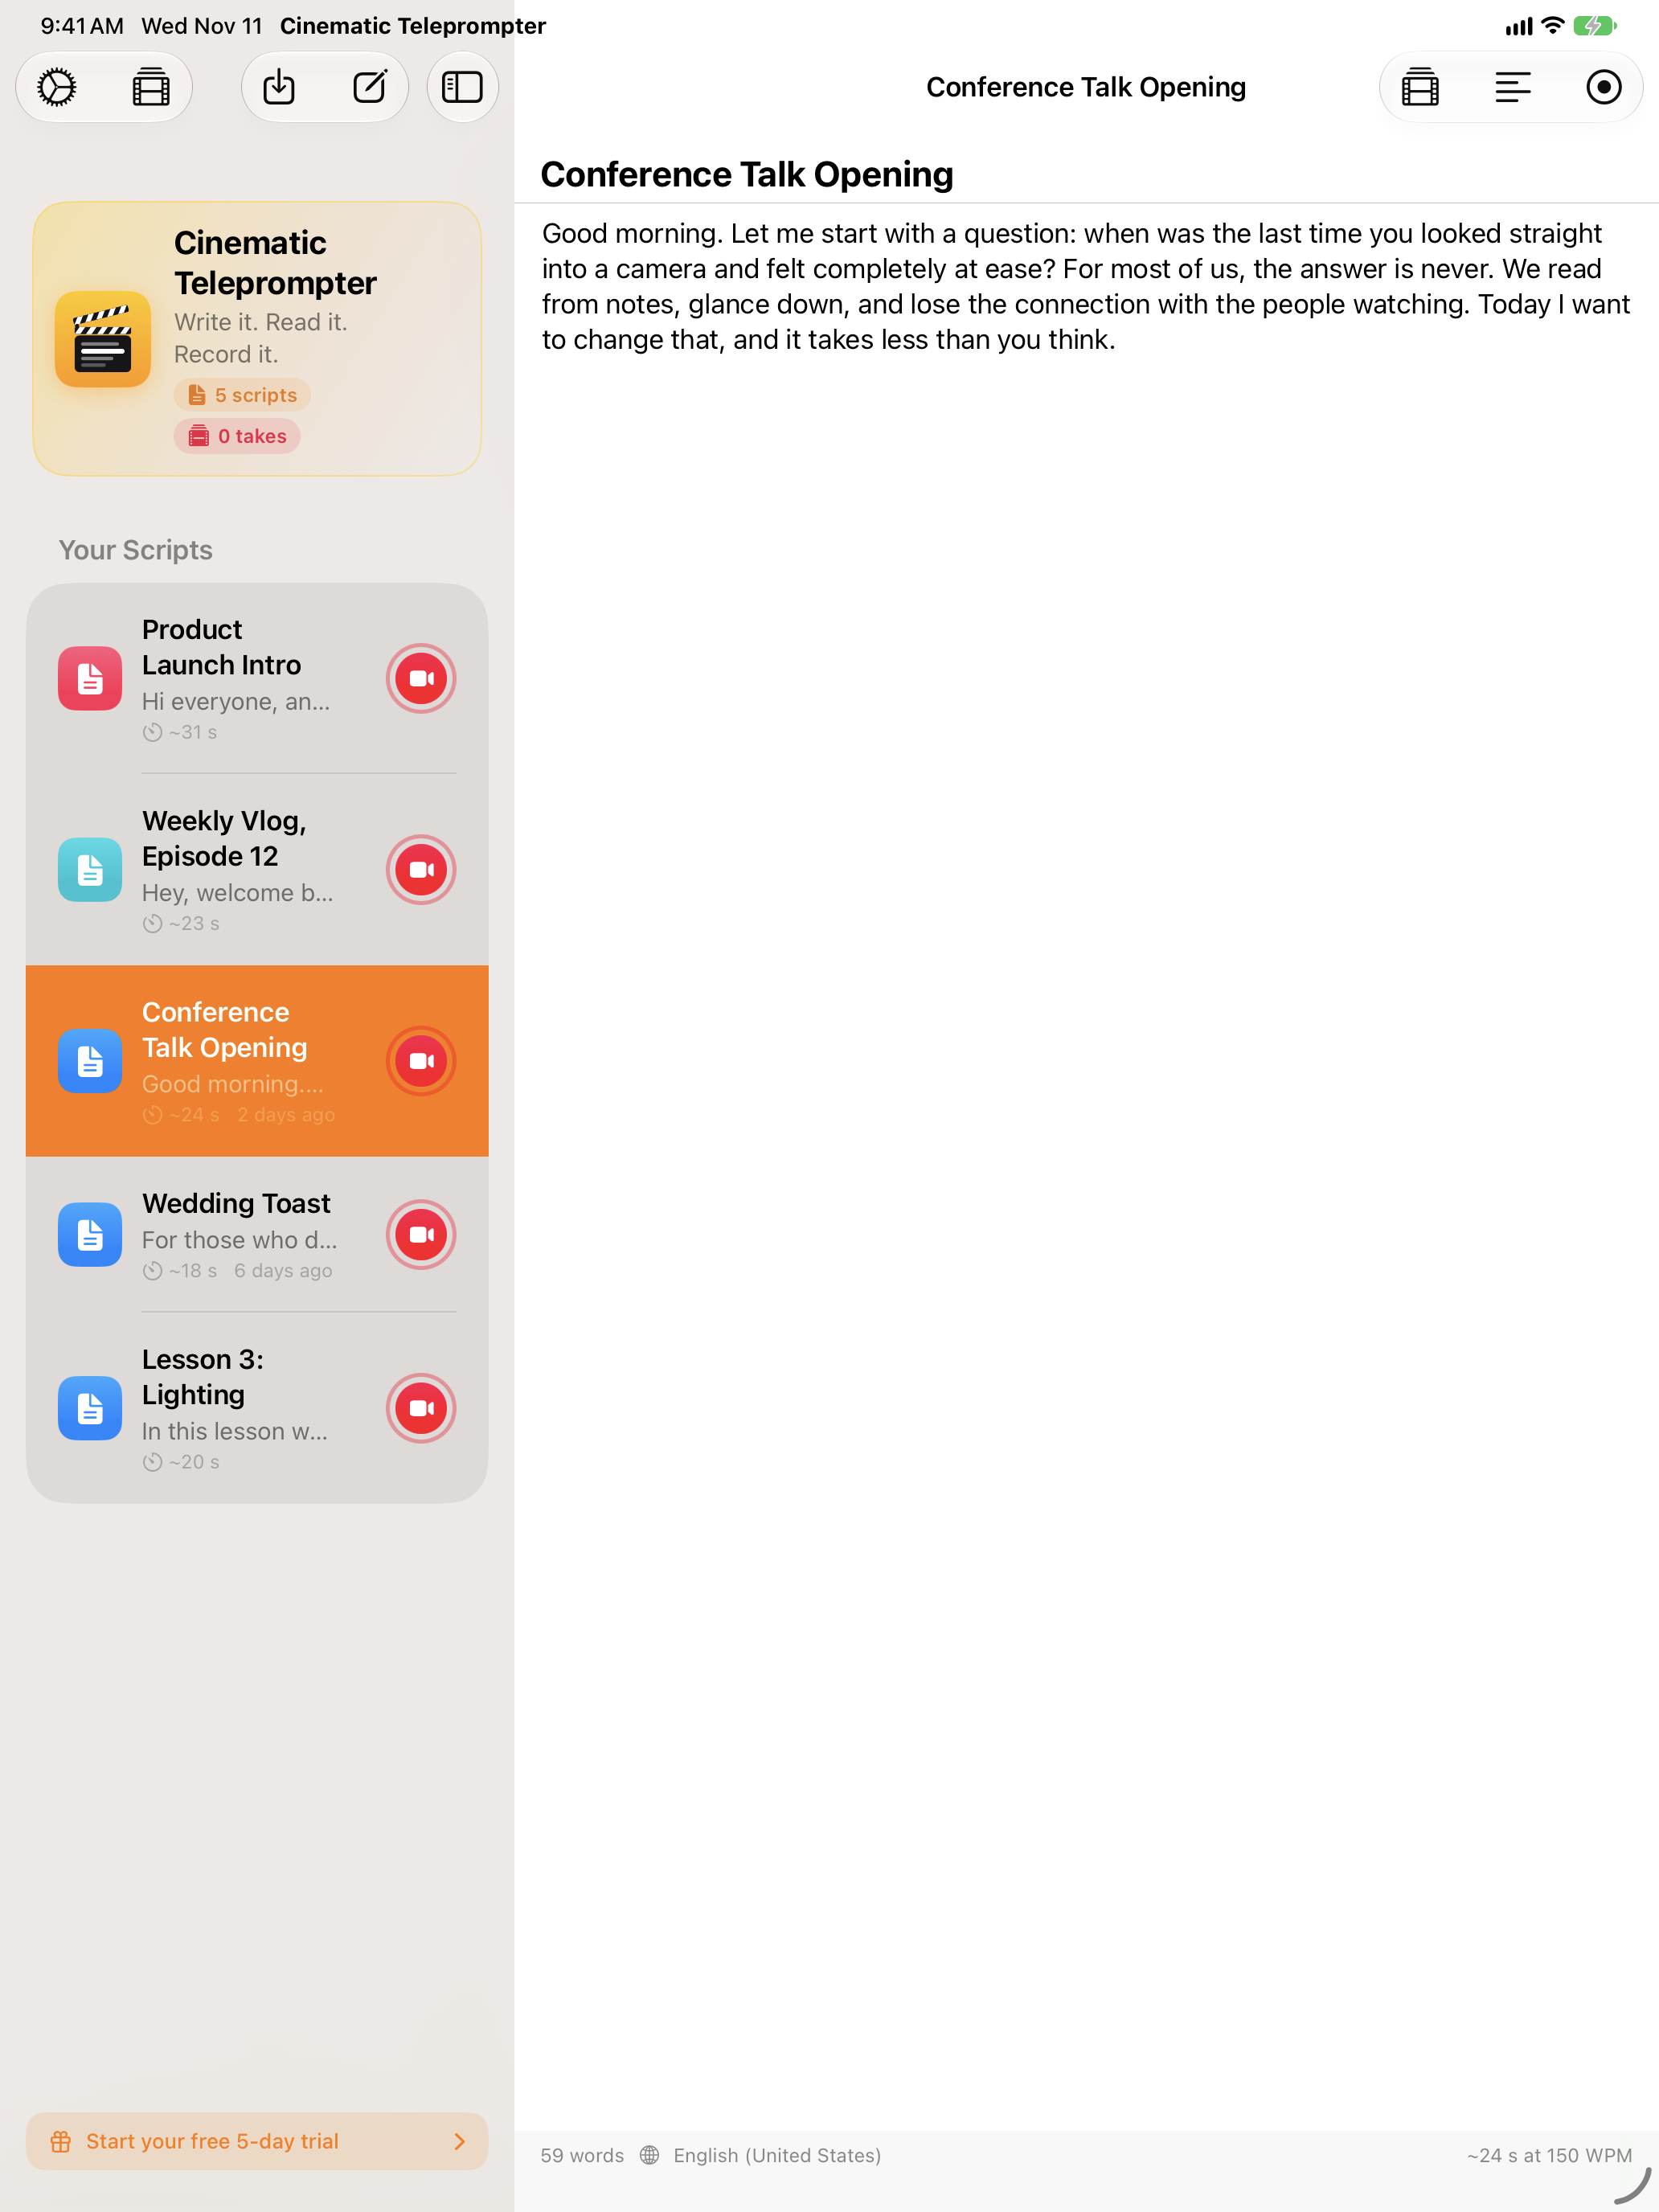 9:41 AM Wed Nov 11 Cinematic Teleprompter
Cinematic
Teleprompter
Write it. Read it.
Record it.
5 scripts
0 takes
Your Scripts
Product
Launch Intro
Hi everyone, an...
~31 s
Weekly Vlog,
Episode 12
Hey, welcome b...
~23 s
Conference
Talk Opening
Good morning....
~24 s 2 days ago
Wedding Toast
For those who d...
~18 s 6 days ago
Lesson 3:
Lighting
In this lesson w...
~20 s
Start your free 5-day trial
Conference Talk Opening
Conference Talk Opening
Good morning. Let me start with a question: when was the last time you looked straight
into a camera and felt completely at ease? For most of us, the answer is never. We read
from notes, glance down, and lose the connection with the people watching. Today I want
to change that, and it takes less than you think.
59 words English (United States)
~24 s at 150 WPM